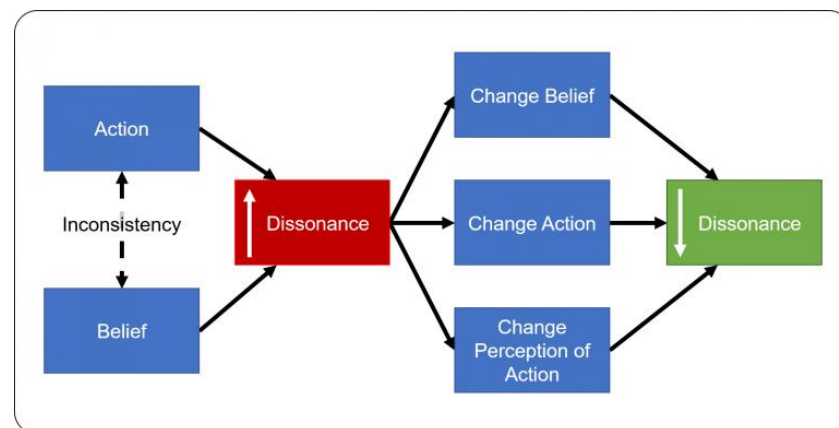 Action
Inconsistency
Belief
Dissonance
Change Belief
Change Action
Change
Perception of
Action
Dissonance